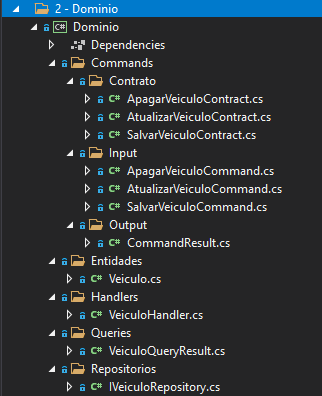 2 - Dominio
C# Dominio
Dependencies
Commands
Contrato
C# ApagarVeiculoContract.cs
C# AtualizarVeiculoContract.cs
C# SalvarVeiculoContract.cs
Input
C# ApagarVeiculoCommand.cs
C# AtualizarVeiculoCommand.cs
C# SalvarVeiculoCommand.cs
Output
C# CommandResult.cs
Entidades
C# Veiculo.cs
Handlers
C# VeiculoHandler.cs
Queries
C# VeiculoQueryResult.cs
Repositorios
C# IVeiculoRepository.cs